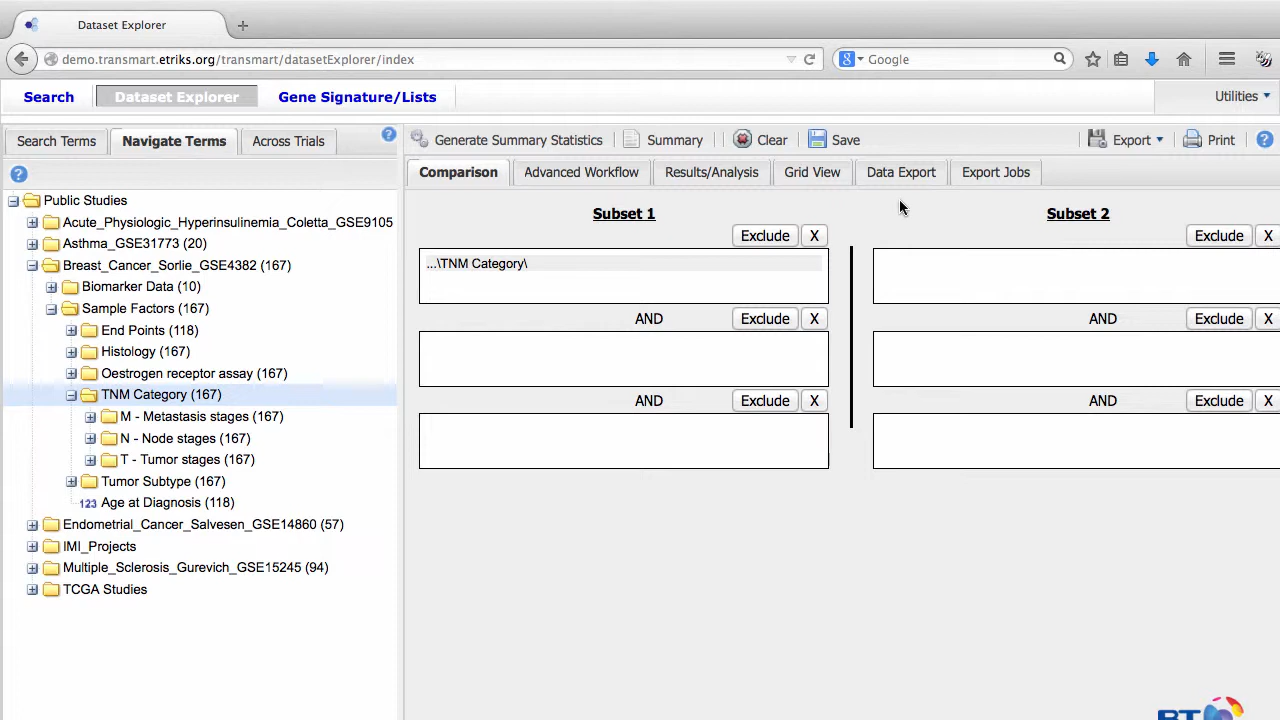 Dataset Explorer
demo.transmart.etriks.org/transmart/datasetExplorer/index
Google
Search
Dataset Explorer
Gene Signature/Lists
Utilities
Search Terms
Navigate Terms
Across Trials
Generate Summary Statistics
Summary
Clear
Save
Export
Print
Comparison
Advanced Workflow
Results/Analysis
Grid View
Data Export
Export Jobs
Public Studies
Acute_Physiologic_Hyperinsulinemia_Coletta_GSE9105
Asthma_GSE31773 (20)
Breast_Cancer_Sorlie_GSE4382 (167)
Biomarker Data (10)
Sample Factors (167)
End Points (118)
Histology (167)
Oestrogen receptor assay (167)
TNM Category (167)
M - Metastasis stages (167)
N - Node stages (167)
T - Tumor stages (167)
Tumor Subtype (167)
123 Age at Diagnosis (118)
Endometrial_Cancer_Salvesen_GSE14860 (57)
IMI_Projects
Multiple_Sclerosis_Gurevich_GSE15245 (94)
TCGA Studies
Subset 1
Exclude X
...\TNM Category\
AND Exclude X
AND Exclude X
Subset 2
Exclude X
AND Exclude X
AND Exclude X
BT